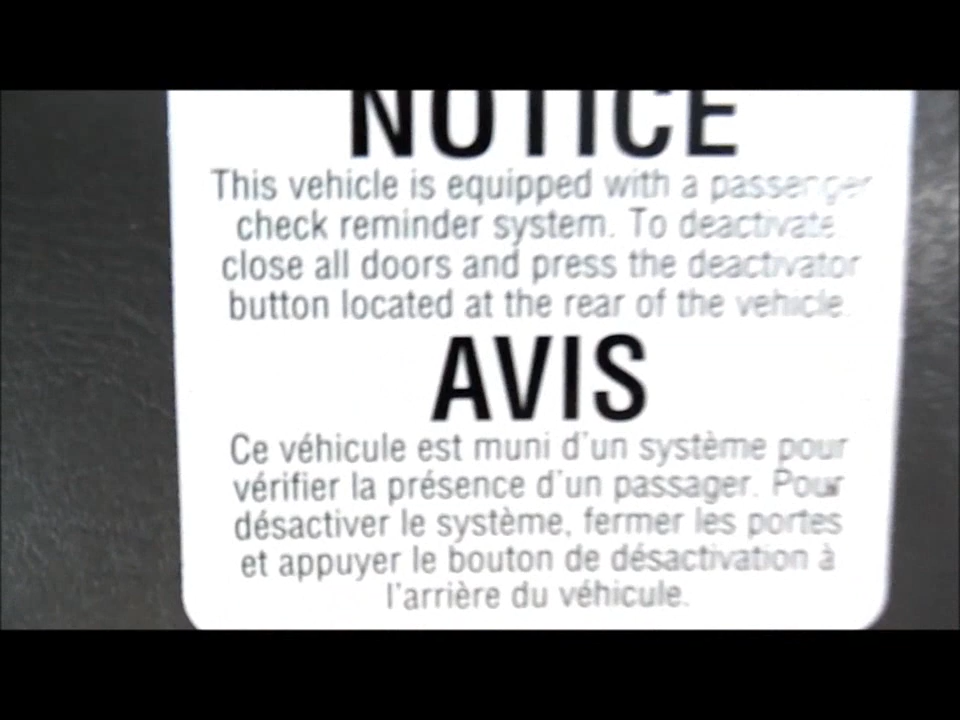 NOTICE
This vehicle is equipped with a passenger
check reminder system. To deactivate
close all doors and press the deactivator
button located at the rear of the vehicle.
AVIS
Ce véhicule est muni d'un système pour
vérifier la présence d'un passager. Pour
désactiver le système, fermer les portes
et appuyer le bouton de désactivation à
l'arrière du véhicule.